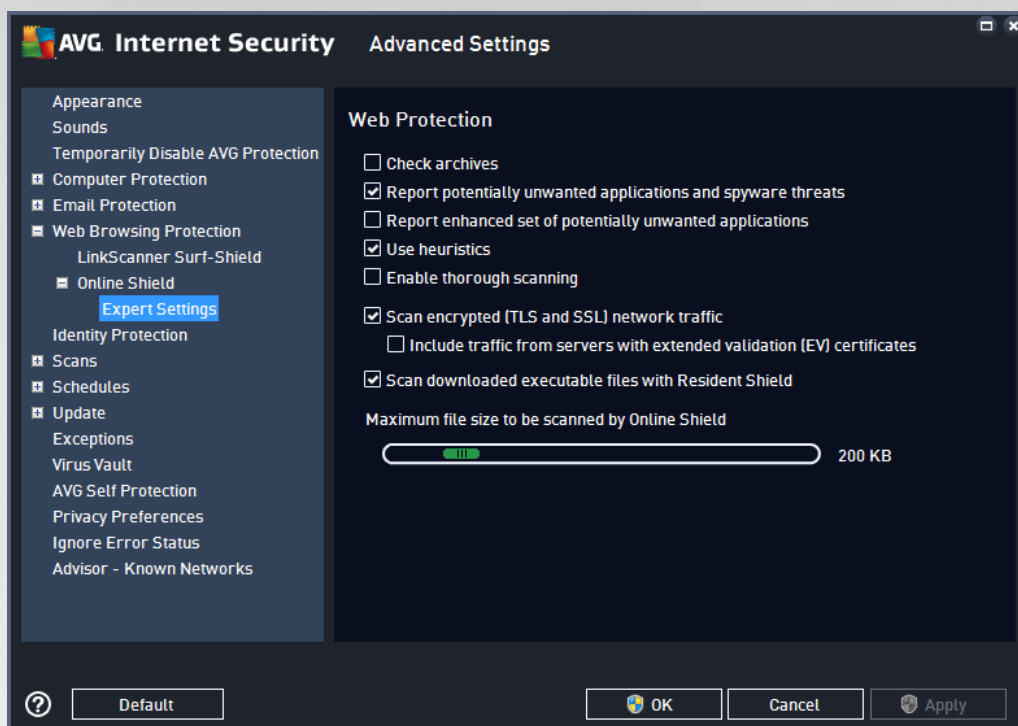 AVG. Internet Security Advanced Settings
Appearance
Sounds
Temporarily Disable AVG Protection
Computer Protection
Email Protection
Web Browsing Protection
LinkScanner Surf-Shield
Online Shield
Expert Settings
Identity Protection
Scans
Schedules
Update
Exceptions
Virus Vault
AVG Self Protection
Privacy Preferences
Ignore Error Status
Advisor - Known Networks
Web Protection
Check archives
Report potentially unwanted applications and spyware threats
Report enhanced set of potentially unwanted applications
Use heuristics
Enable thorough scanning
Scan encrypted (TLS and SSL) network traffic
Include traffic from servers with extended validation (EV) certificates
Scan downloaded executable files with Resident Shield
Maximum file size to be scanned by Online Shield
200 KB
? Default OK Cancel Apply